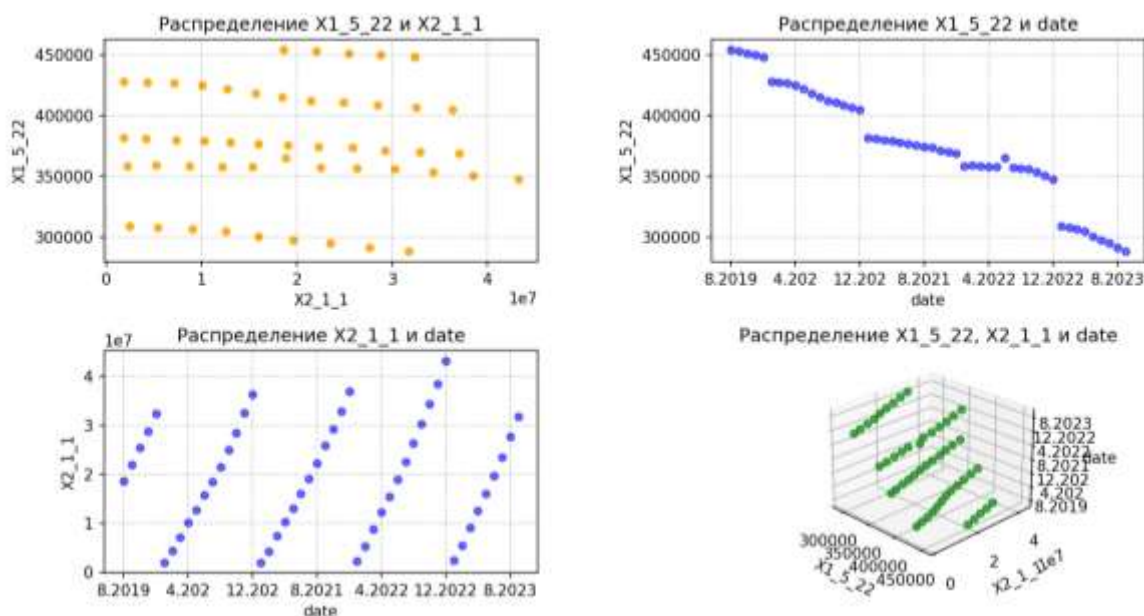 Распределение X1_5_22 и X2_1_1
450000
400000
350000
300000
X1_5_22
0 1 2 3 4
1e7
X2_1_1
Распределение X1_5_22 и date
450000
400000
350000
300000
X1_5_22
8.2019 4.202 12.202 8.2021 4.2022 12.2022 8.2023
date
Распределение X2_1_1 и date
1e7
4
3
2
1
0
X2_1_1
8.2019 4.202 12.202 8.2021 4.2022 12.2022 8.2023
date
Распределение X1_5_22, X2_1_1 и date
8.2023
12.2022
4.2022
8.2021
12.202
4.202
8.2019
date
300000
350000
400000
450000
X1_5_22
0 2 4
1e7
X2_1_1